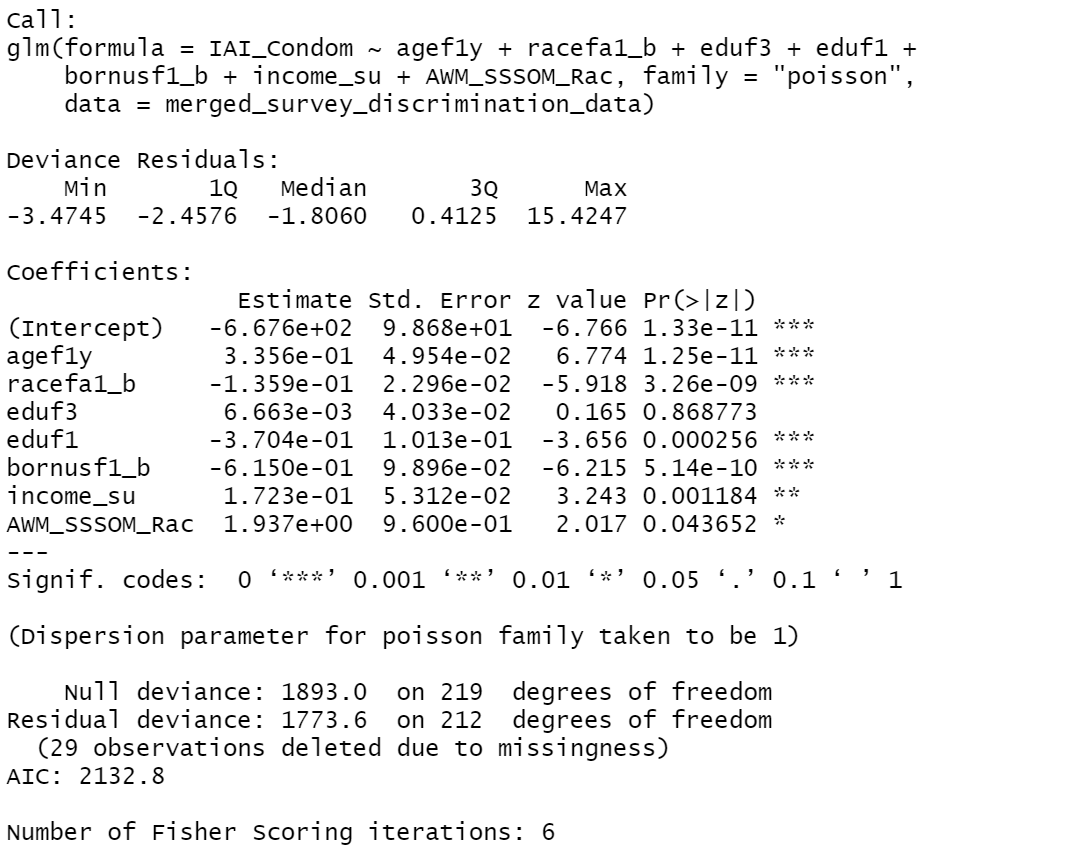 Call:
glm(formula = IAI_Condom ~ agef1y + racefa1_b + eduf3 + eduf1 +
    bornusf1_b + income_su + AWM_SSSOM_Rac, family = "poisson",
    data = merged_survey_discrimination_data)

Deviance Residuals:
    Min       1Q   Median       3Q      Max
-3.4745  -2.4576  -1.8060   0.4125  15.4247

Coefficients:
               Estimate Std. Error z value Pr(>|z|)
(Intercept)   -6.676e+02  9.868e+01  -6.766 1.33e-11 ***
agef1y         3.356e-01  4.954e-02   6.774 1.25e-11 ***
racefa1_b     -1.359e-01  2.296e-02  -5.918 3.26e-09 ***
eduf3          6.663e-03  4.033e-02   0.165 0.868773
eduf1         -3.704e-01  1.013e-01  -3.656 0.000256 ***
bornusf1_b    -6.150e-01  9.896e-02  -6.215 5.14e-10 ***
income_su      1.723e-01  5.312e-02   3.243 0.001184 **
AWM_SSSOM_Rac  1.937e+00  9.600e-01   2.017 0.043652 *
---
Signif. codes:  0 ‘***’ 0.001 ‘**’ 0.01 ‘*’ 0.05 ‘.’ 0.1 ‘ ’ 1

(Dispersion parameter for poisson family taken to be 1)

    Null deviance: 1893.0  on 219  degrees of freedom
Residual deviance: 1773.6  on 212  degrees of freedom
  (29 observations deleted due to missingness)
AIC: 2132.8

Number of Fisher Scoring iterations: 6